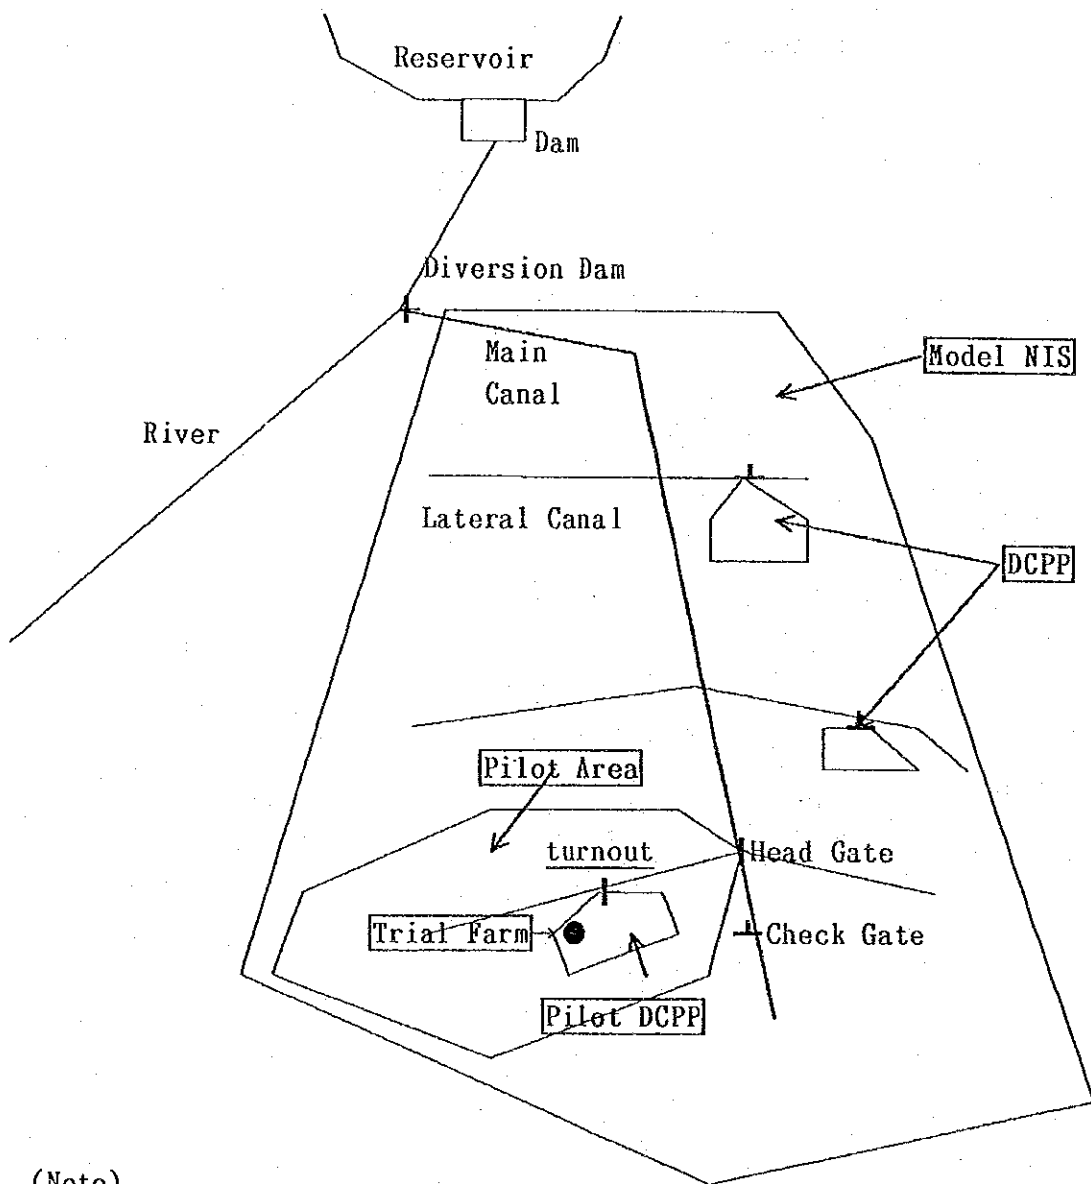 Reservoir
Dam
Diversion Dam
Main
Canal
Model NIS
River
Lateral Canal
DCPP
Pilot Area
turnout
Head Gate
Trial Farm
Check Gate
Pilot DCPP
(Note)